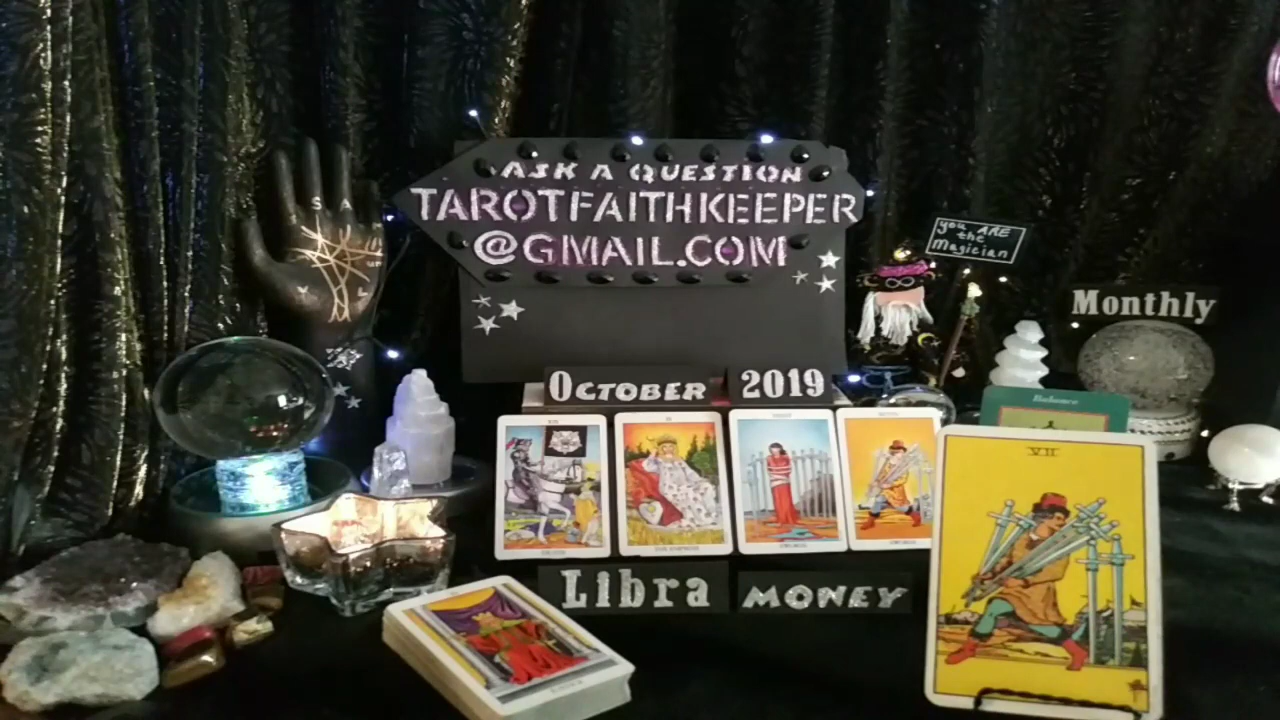 ASK A QUESTION
TAROTFAITHKEEPER
@GMAIL.COM
you ARE
the
Magician
Monthly
S A
OCTOBER 2019
Balance
VII
Libra MONEY